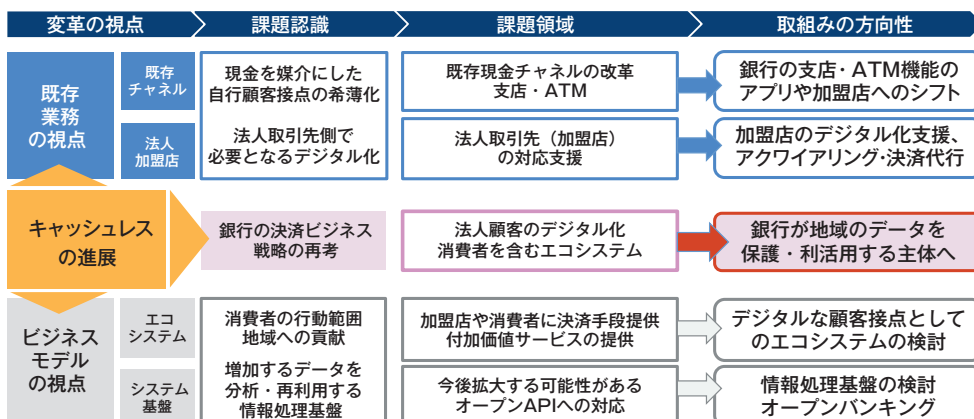 変革の視点
課題認識
課題領域
取組みの方向性
既存
業務
の視点
既存
チャネル
現金を媒介にした
自行顧客接点の希薄化
既存現金チャネルの改革
支店・ATM
銀行の支店・ATM機能の
アプリや加盟店へのシフト
法人
加盟店
法人取引先側で
必要となるデジタル化
法人取引先（加盟店）
の対応支援
加盟店のデジタル化支援、
アクワイアリング・決済代行
キャッシュレス
の進展
銀行の決済ビジネス
戦略の再考
法人顧客のデジタル化
消費者を含むエコシステム
銀行が地域のデータを
保護・利活用する主体へ
ビジネス
モデル
の視点
エコ
システム
消費者の行動範囲
地域への貢献
加盟店や消費者に決済手段提供
付加価値サービスの提供
デジタルな顧客接点として
のエコシステムの検討
システム
基盤
増加するデータを
分析・再利用する
情報処理基盤
今後拡大する可能性がある
オープンAPIへの対応
情報処理基盤の検討
オープンバンキング